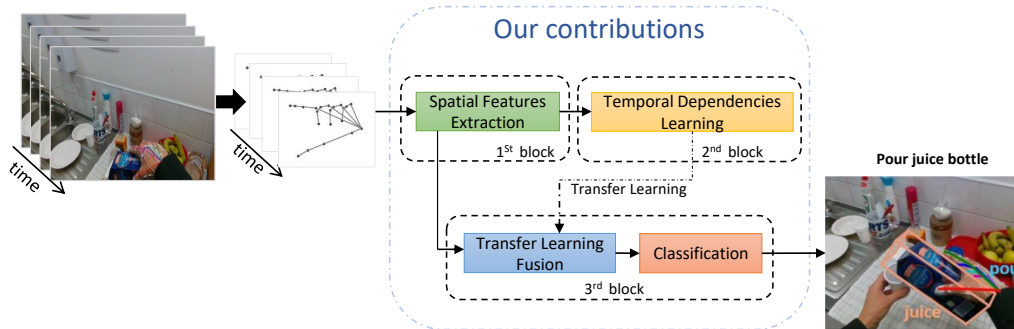 Our contributions
time
time
Spatial Features
Extraction
1St block
Temporal Dependencies
Learning
2nd block
Transfer Learning
Transfer Learning
Fusion
Classification
3rd block
Pour juice bottle
pou
juice